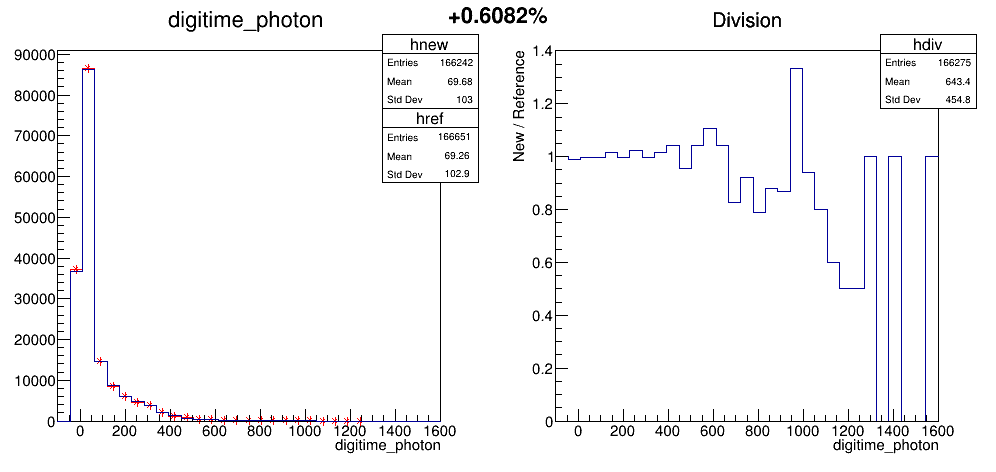 +0.6082%
digitime_photon
hnew
Entries 166242
Mean 69.68
Std Dev 103
href
Entries 166651
Mean 69.26
Std Dev 102.9
90000
80000
70000
60000
50000
40000
30000
20000
10000
0
0 200 400 600 800 1000 1200 1400 1600
digitime_photon
Division
hdiv
Entries 166275
Mean 643.4
Std Dev 454.8
New / Reference
1.4
1.2
1
0.8
0.6
0.4
0.2
0
0 200 400 600 800 1000 1200 1400 1600
digitime_photon